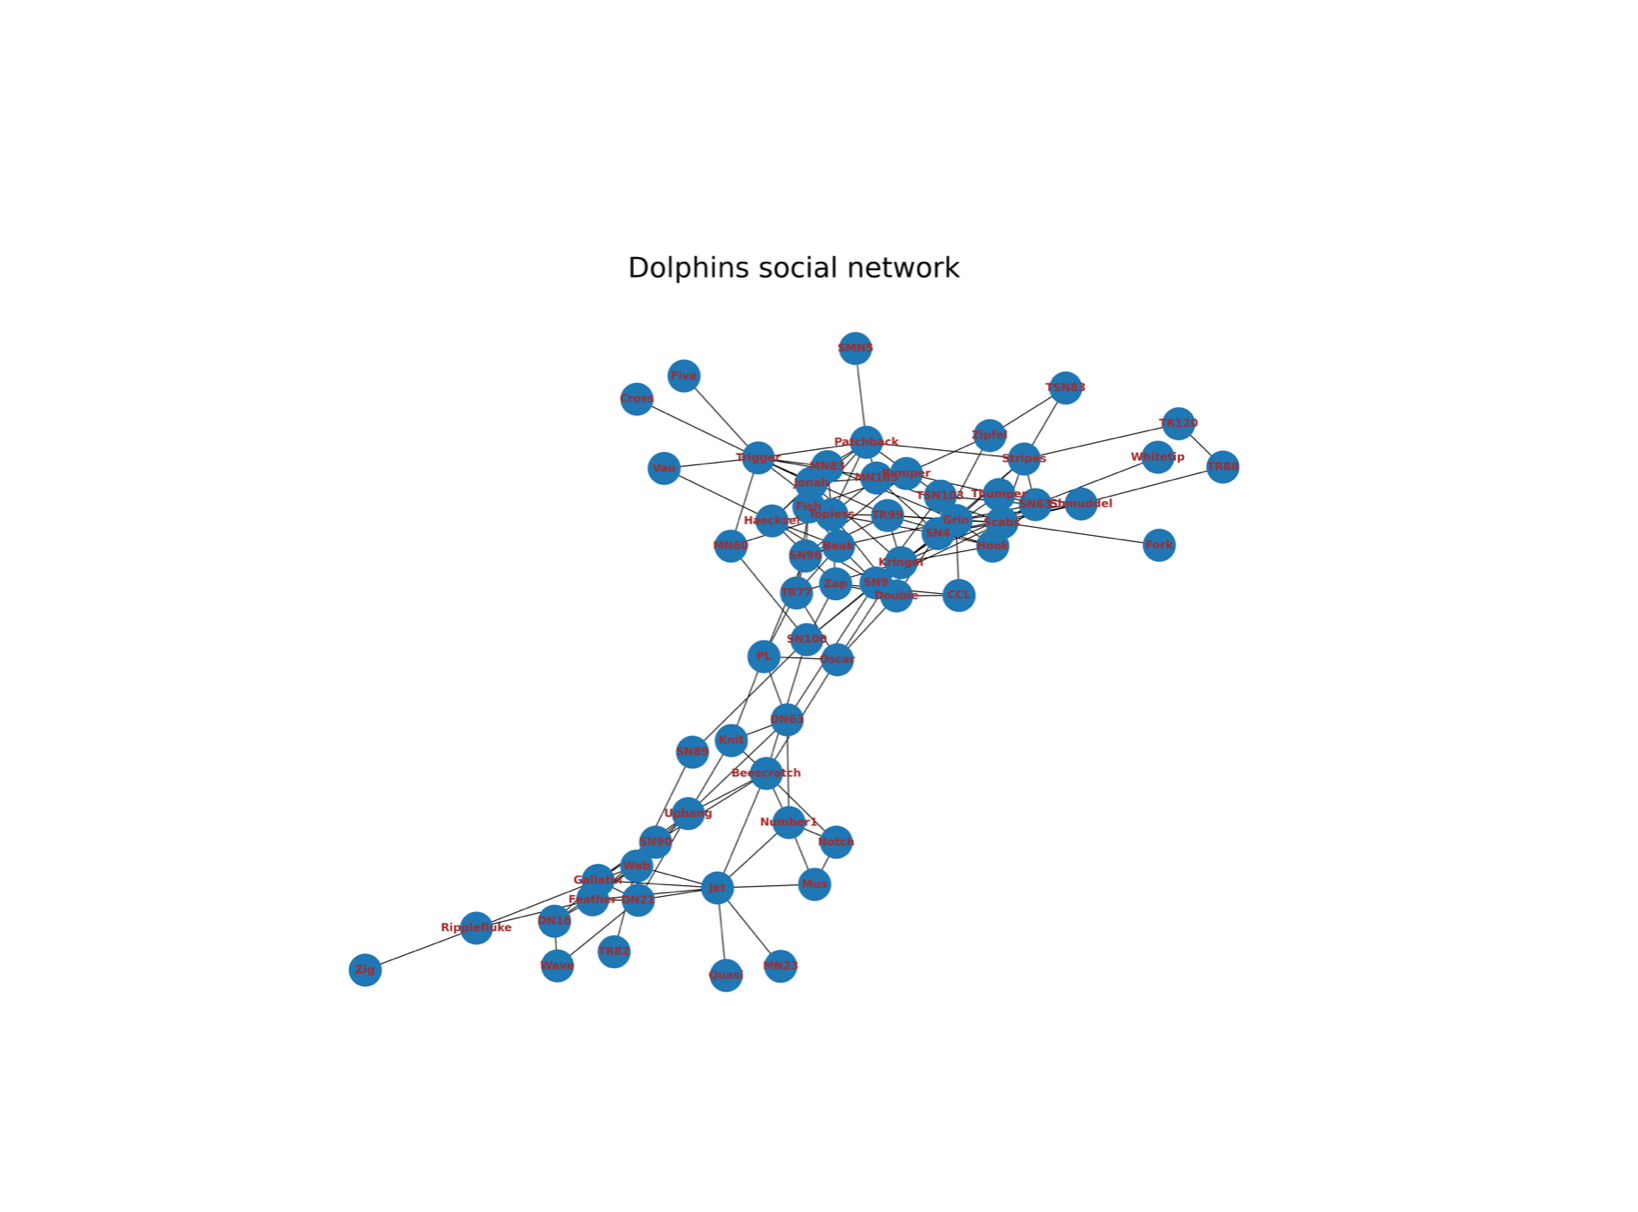 Dolphins social network
SMN5
Five
TSN83
Cross
TR120
Zipfel
Patchback
Trigger
Stripes
Whitetip
Vau
MN83
TR88
Bumper
MN105
Jonah
TSN103
Thumper
SN63
Shmuddel
Fish
Topless
TR99
Haecksel
Grin
Scabs
SN4
MN60
Beak
Hook
Fork
SN96
Kringel
Zap
SN9
TR77
Double
CCL
SN100
PL
Oscar
DN63
Knit
SN89
Beescratch
Upbang
Number1
SN90
Notch
Web
Gallatin
Jet
Mus
Feather
DN21
DN16
Ripplefluke
TR82
Wave
MN23
Zig
Quasi